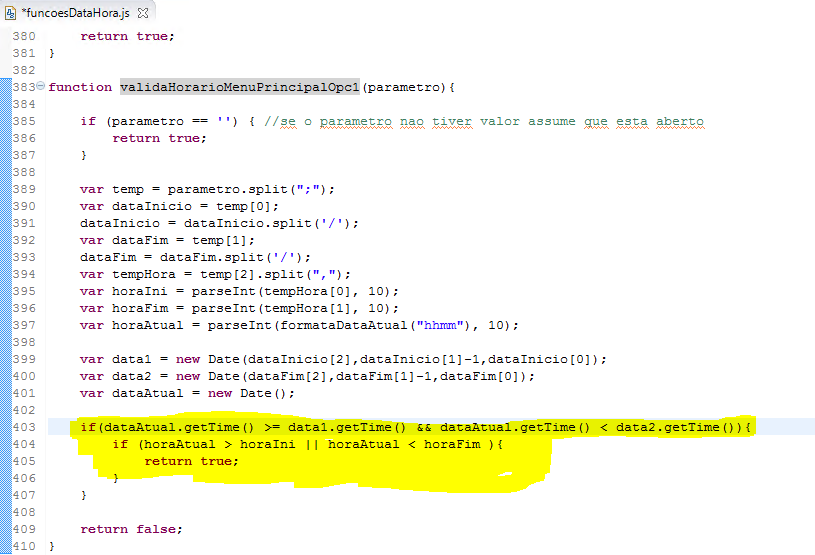 *funcoesDataHora.js
380 return true;
381 }
382
383 function validaHorarioMenuPrincipalOpc1(parametro){
384
385 if (parametro == '') { //se o parametro nao tiver valor assume que esta aberto
386 return true;
387 }
388
389 var temp = parametro.split(";");
390 var dataInicio = temp[0];
391 dataInicio = dataInicio.split('/');
392 var dataFim = temp[1];
393 dataFim = dataFim.split('/');
394 var tempHora = temp[2].split(",");
395 var horaIni = parseInt(tempHora[0], 10);
396 var horaFim = parseInt(tempHora[1], 10);
397 var horaAtual = parseInt(formataDataAtual("hhmm"), 10);
398
399 var data1 = new Date(dataInicio[2],dataInicio[1]-1,dataInicio[0]);
400 var data2 = new Date(dataFim[2],dataFim[1]-1,dataFim[0]);
401 var dataAtual = new Date();
402
403 if(dataAtual.getTime() >= data1.getTime() && dataAtual.getTime() < data2.getTime()){
404 if (horaAtual > horaIni || horaAtual < horaFim ){
405 return true;
406 }
407 }
408
409 return false;
410 }